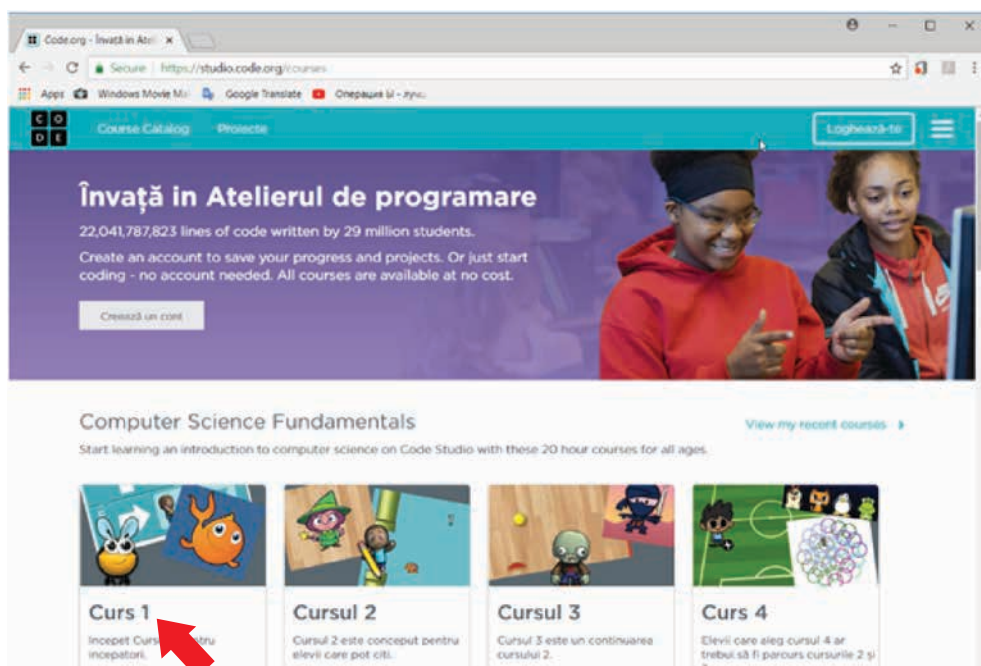 Code.org - Învață in Ateli
Secure https://studio.code.org/courses
Apps Windows Movie Ma Google Translate Операция Ы - луч
C O
D E
Course Catalog Proiecte Loghează-te
Învață in Atelierul de programare
22,041,787,823 lines of code written by 29 million students.
Create an account to save your progress and projects. Or just start
coding - no account needed. All courses are available at no cost.
Creează un cont
Computer Science Fundamentals
View my recent courses
Start learning an introduction to computer science on Code Studio with these 20 hour courses for all ages.
Curs 1
Incepet
incepatori.
Cursul 2
Cursul 2 este conceput pentru
elevii care pot citi.
Cursul 3
Cursul 3 este un continuarea
cursului 2.
Curs 4
Elevii care aleg cursul 4 ar
trebui să fi parcurs cursurile 2 și